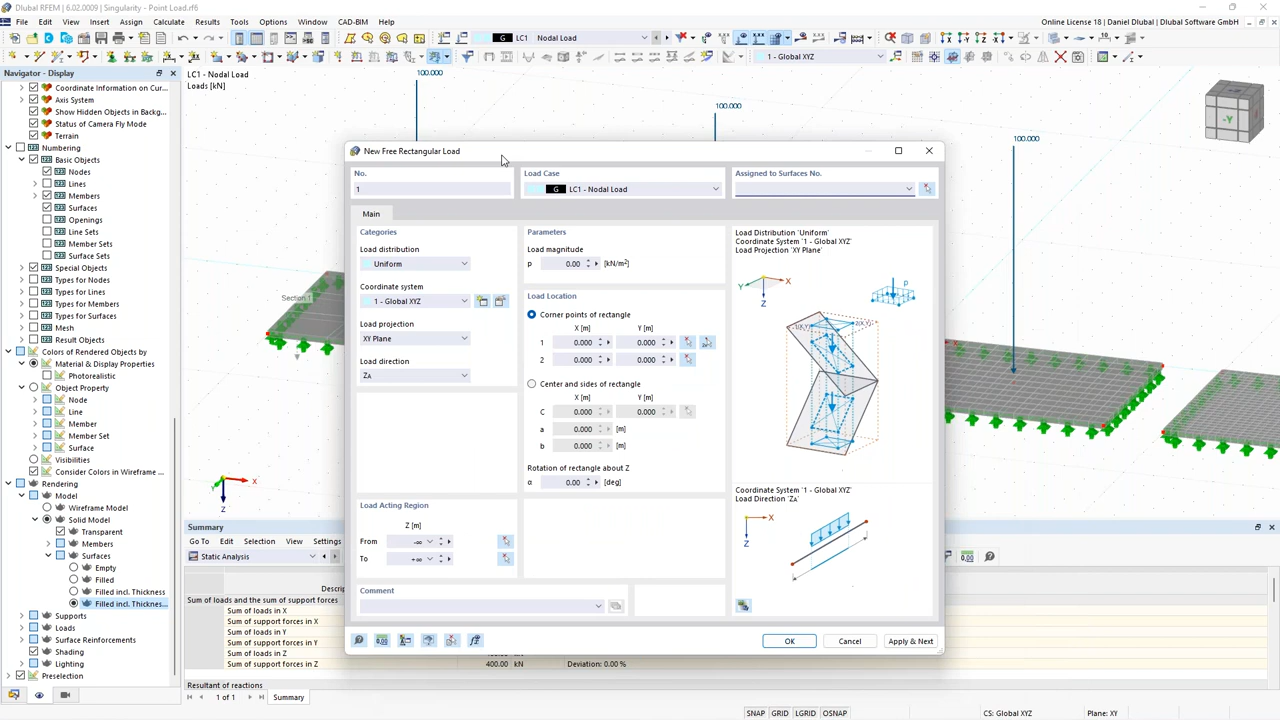 Dlubal RFEM | 6.02.0009 | Singularity - Point Load.rf6
File Edit View Insert Assign Calculate Results Tools Options Window CAD-BIM Help
Online License 18 | Daniel Dlubal | Dlubal Software GmbH
G LC1 Nodal Load
1 - Global XYZ
Navigator - Display
Coordinate Information on Cur...
Axis System
Show Hidden Objects in Backg...
Status of Camera Fly Mode
Terrain
Numbering
Basic Objects
Nodes
Lines
Members
Surfaces
Openings
Line Sets
Member Sets
Surface Sets
Special Objects
Types for Nodes
Types for Lines
Types for Members
Types for Surfaces
Mesh
Result Objects
Colors of Rendered Objects by
Material & Display Properties
Photorealistic
Object Property
Node
Line
Member
Member Set
Surface
Visibilities
Consider Colors in Wireframe ...
Rendering
Model
Wireframe Model
Solid Model
Transparent
Members
Surfaces
Empty
Filled
Filled incl. Thickness
Filled incl. Thicknes...
Supports
Loads
Surface Reinforcements
Shading
Lighting
Preselection
LC1 - Nodal Load
Loads [kN]
100.000
100.000
100.000
-Y
Section 1
X
Y
Z
New Free Rectangular Load
No.
1
Load Case
G LC1 - Nodal Load
Assigned to Surfaces No.
Main
Categories
Load distribution
Uniform
Coordinate system
1 - Global XYZ
Load projection
XY Plane
Load direction
ZA
Parameters
Load magnitude
p 0.00 [kN/m2]
Load Location
Corner points of rectangle
X [m] Y [m]
1 0.000 0.000
2 0.000 0.000
Center and sides of rectangle
X [m] Y [m]
C 0.000 0.000
a 0.000 [m]
b 0.000 [m]
Rotation of rectangle about Z
α 0.00 [deg]
Load Acting Region
Z [m]
From -∞
To +∞
Comment
Load Distribution 'Uniform'
Coordinate System '1 - Global XYZ'
Load Projection 'XY Plane'
Y X
Z
p
1(X,Y) 2(X,Y)
Coordinate System '1 - Global XYZ'
Load Direction 'ZA'
X
Z
OK Cancel Apply & Next
Summary
Go To Edit Selection View Settings
Static Analysis
Descrip
Sum of loads and the sum of support forces
Sum of loads in X
Sum of support forces in X
Sum of loads in Y
Sum of support forces in Y
Sum of loads in Z
Sum of support forces in Z 400.00 kN Deviation: 0.00 %
Resultant of reactions
1 of 1 Summary
SNAP GRID LGRID OSNAP CS: Global XYZ Plane: XY